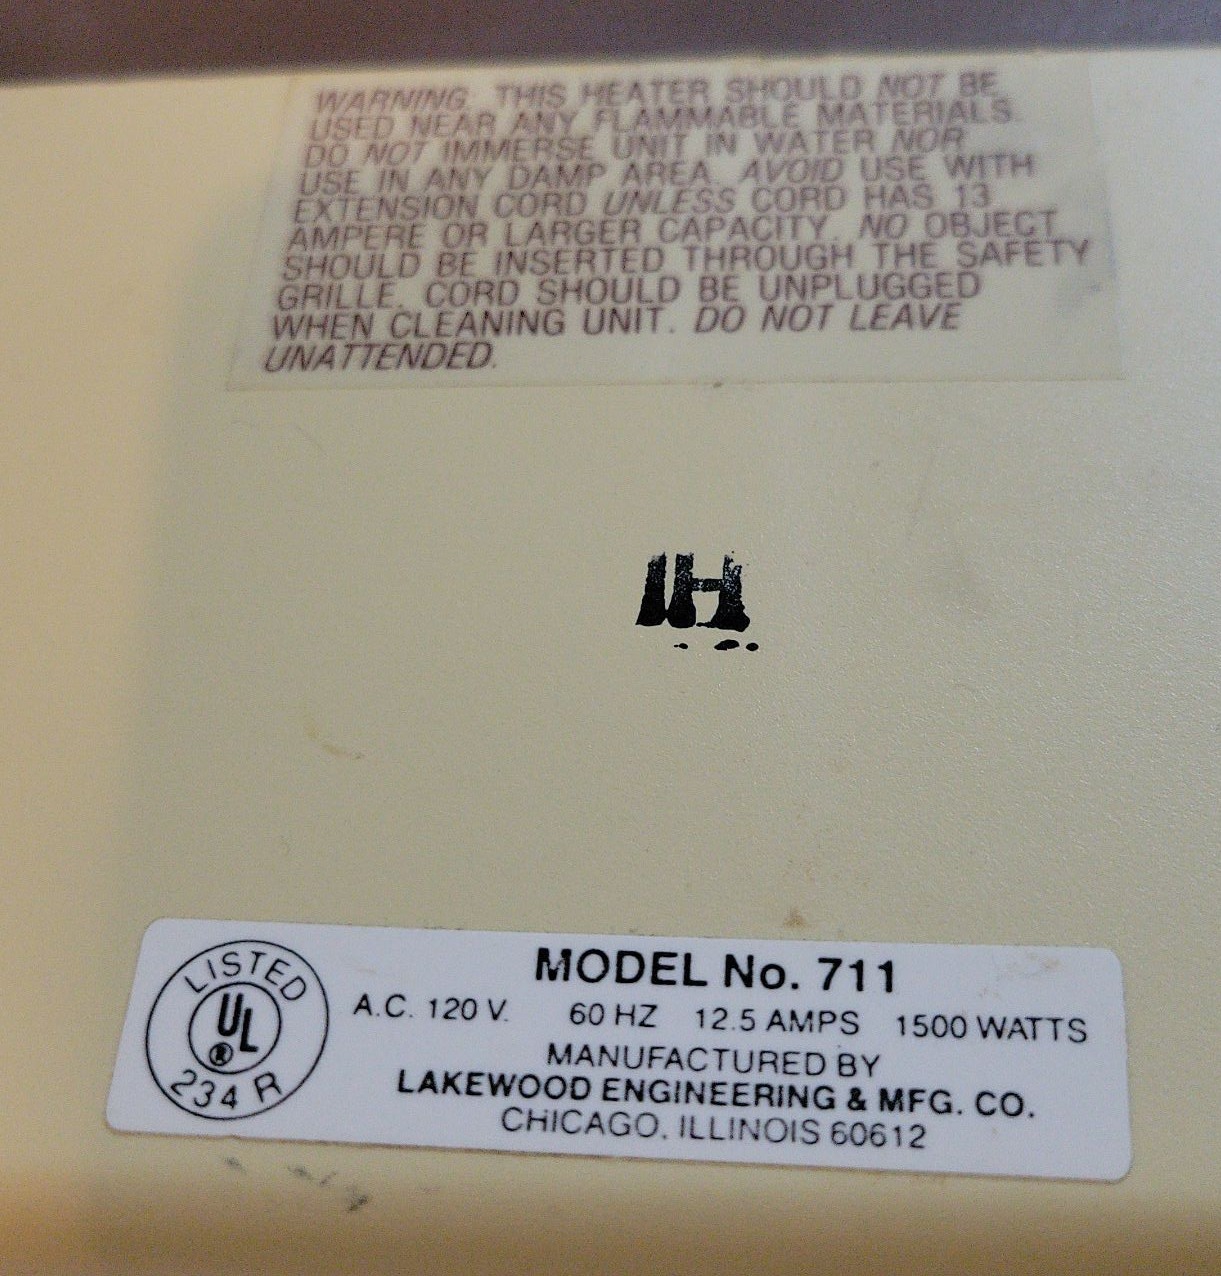 WARNING. THIS HEATER SHOULD NOT BE
USED NEAR ANY FLAMMABLE MATERIALS.
DO NOT IMMERSE UNIT IN WATER NOR
USE IN ANY DAMP AREA. AVOID USE WITH
EXTENSION CORD UNLESS CORD HAS 13
AMPERE OR LARGER CAPACITY. NO OBJECT
SHOULD BE INSERTED THROUGH THE SAFETY
GRILLE. CORD SHOULD BE UNPLUGGED
WHEN CLEANING UNIT. DO NOT LEAVE
UNATTENDED.
IH
LISTED
UL
®
234 R
MODEL No. 711
A.C. 120 V. 60 HZ 12.5 AMPS 1500 WATTS
MANUFACTURED BY
LAKEWOOD ENGINEERING & MFG. CO.
CHICAGO, ILLINOIS 60612